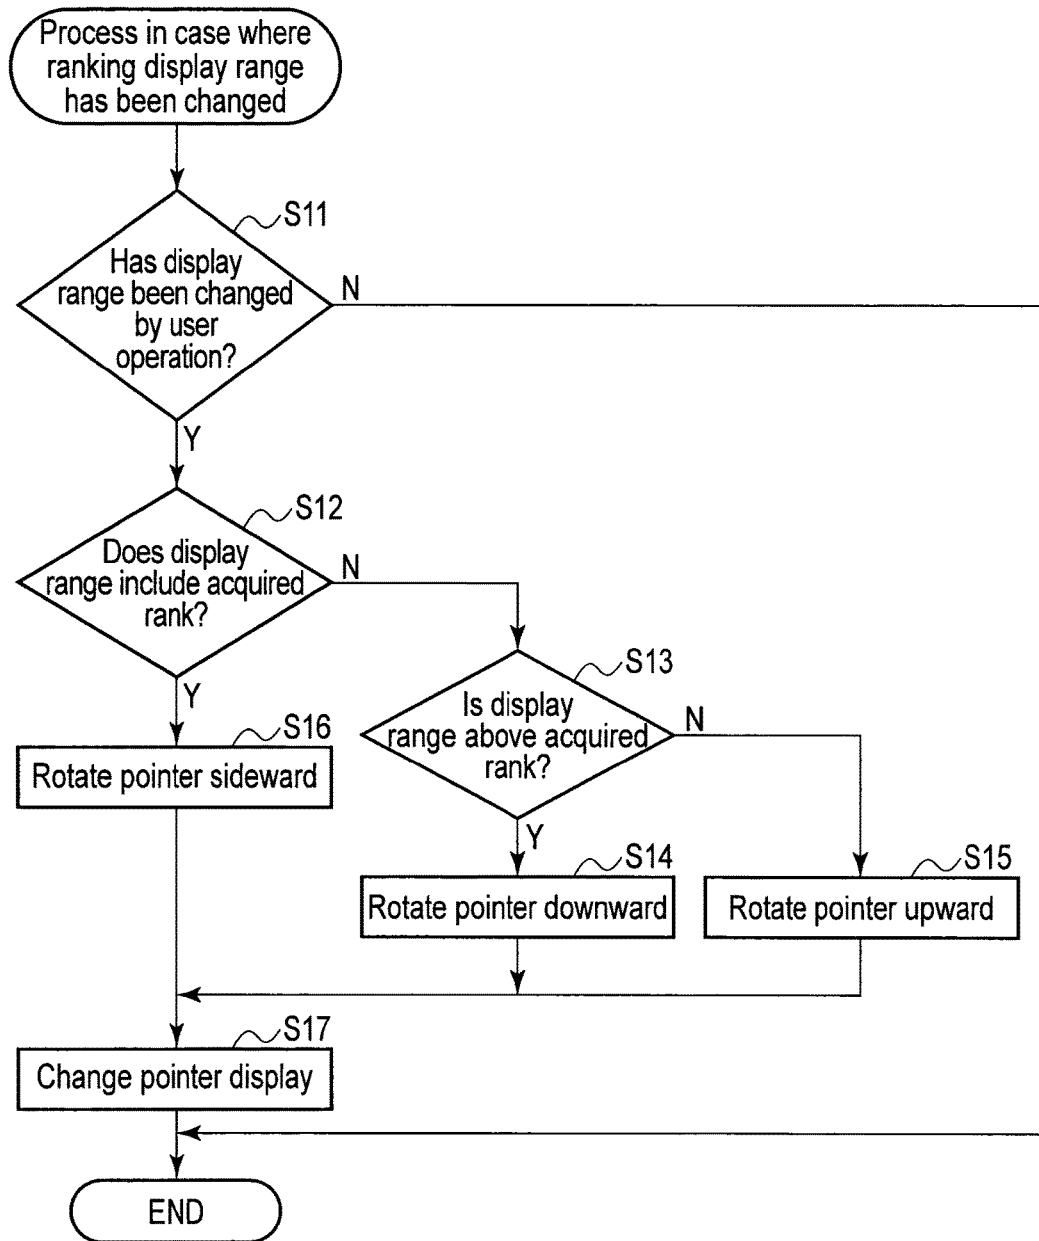 Process in case where
ranking display range
has been changed
S11
Has display
range been changed
by user
operation?
N
Y
S12
Does display
range include acquired
rank?
N
Y
S13
Is display
range above acquired
rank?
N
Y
S16
Rotate pointer sideward
S14
Rotate pointer downward
S15
Rotate pointer upward
S17
Change pointer display
END